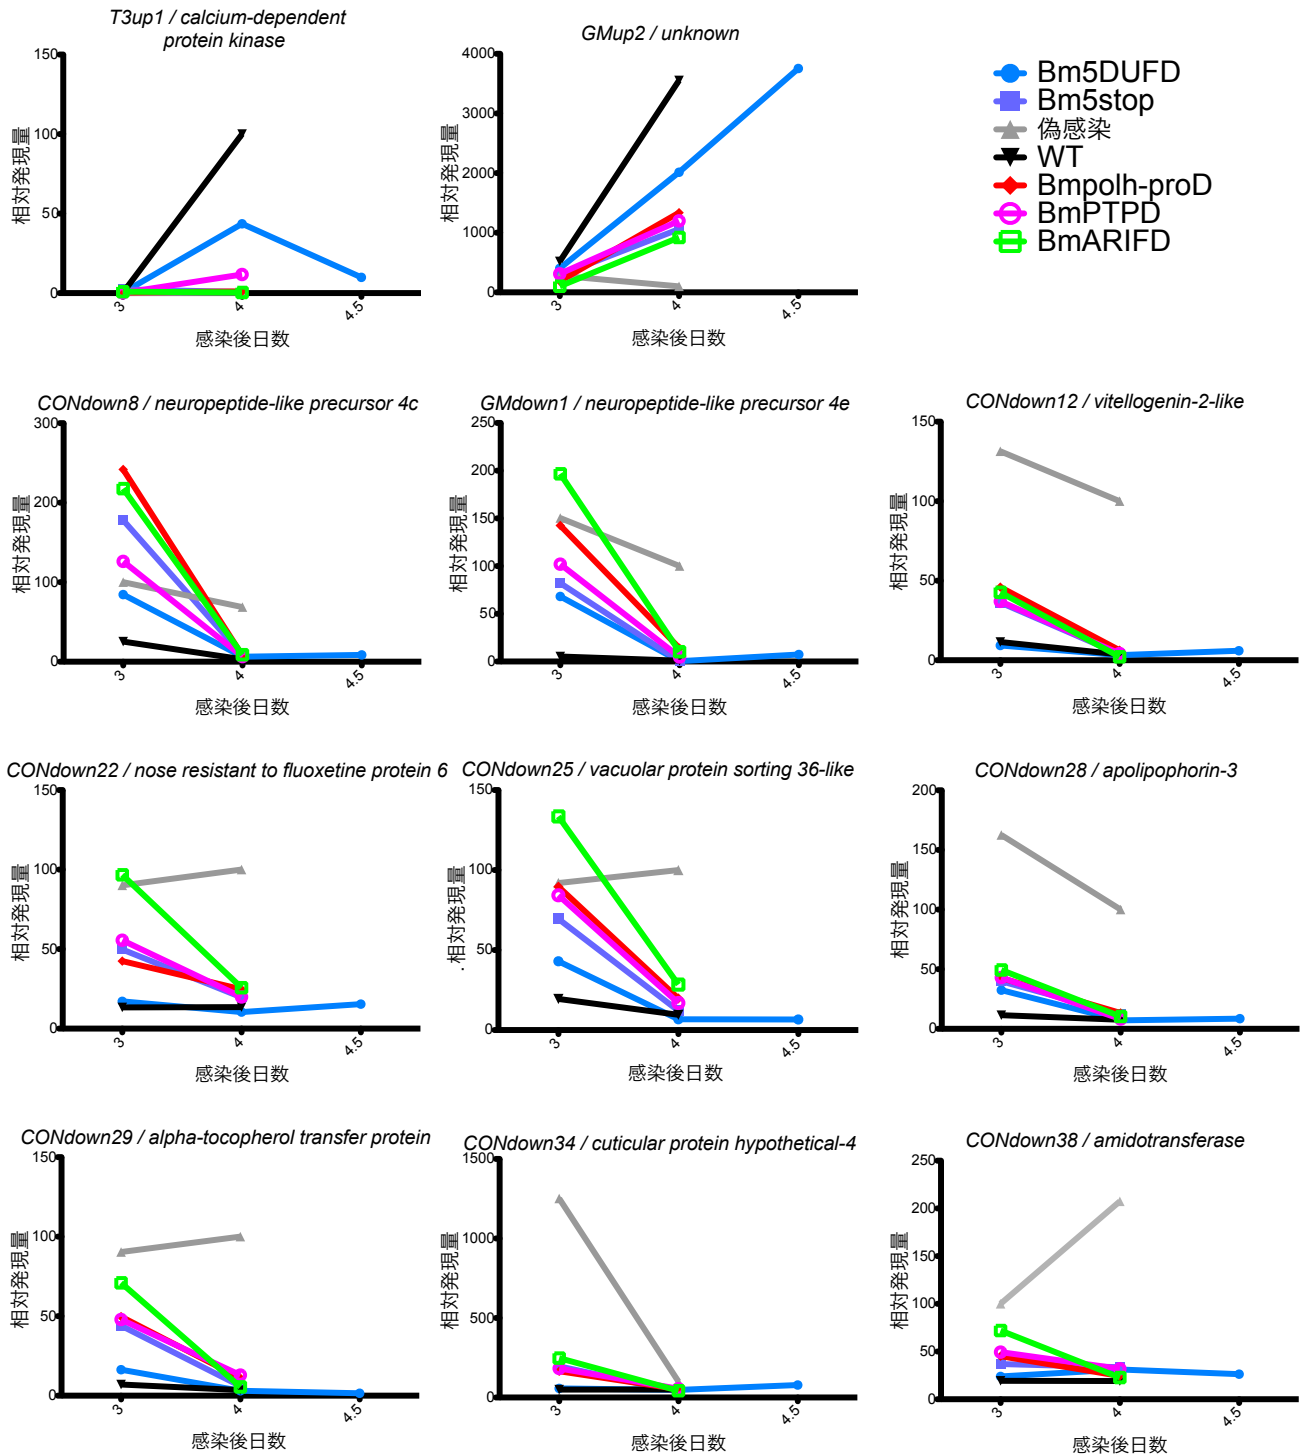 T3up1 / calcium-dependent
protein kinase
150
100
50
0
相対発現量
3
4
4.5
感染後日数
GMup2 / unknown
4000
3000
2000
1000
0
相対発現量
3
4
4.5
感染後日数
Bm5DUFD
Bm5stop
偽感染
WT
Bmpolh-proD
BmPTPD
BmARIFD
CONdown8 / neuropeptide-like precursor 4c
300
200
100
0
相対発現量
3
4
4.5
感染後日数
GMdown1 / neuropeptide-like precursor 4e
250
200
150
100
50
0
相対発現量
3
4
4.5
感染後日数
CONdown12 / vitellogenin-2-like
150
100
50
0
相対発現量
3
4
4.5
感染後日数
CONdown22 / nose resistant to fluoxetine protein 6
150
100
50
0
相対発現量
3
4
4.5
感染後日数
CONdown25 / vacuolar protein sorting 36-like
150
100
50
0
.相対発現量
3
4
4.5
感染後日数
CONdown28 / apolipophorin-3
200
150
100
50
0
相対発現量
3
4
4.5
感染後日数
CONdown29 / alpha-tocopherol transfer protein
150
100
50
0
相対発現量
3
4
4.5
感染後日数
CONdown34 / cuticular protein hypothetical-4
1500
1000
500
0
相対発現量
3
4
4.5
感染後日数
CONdown38 / amidotransferase
250
200
150
100
50
0
相対発現量
3
4
4.5
感染後日数